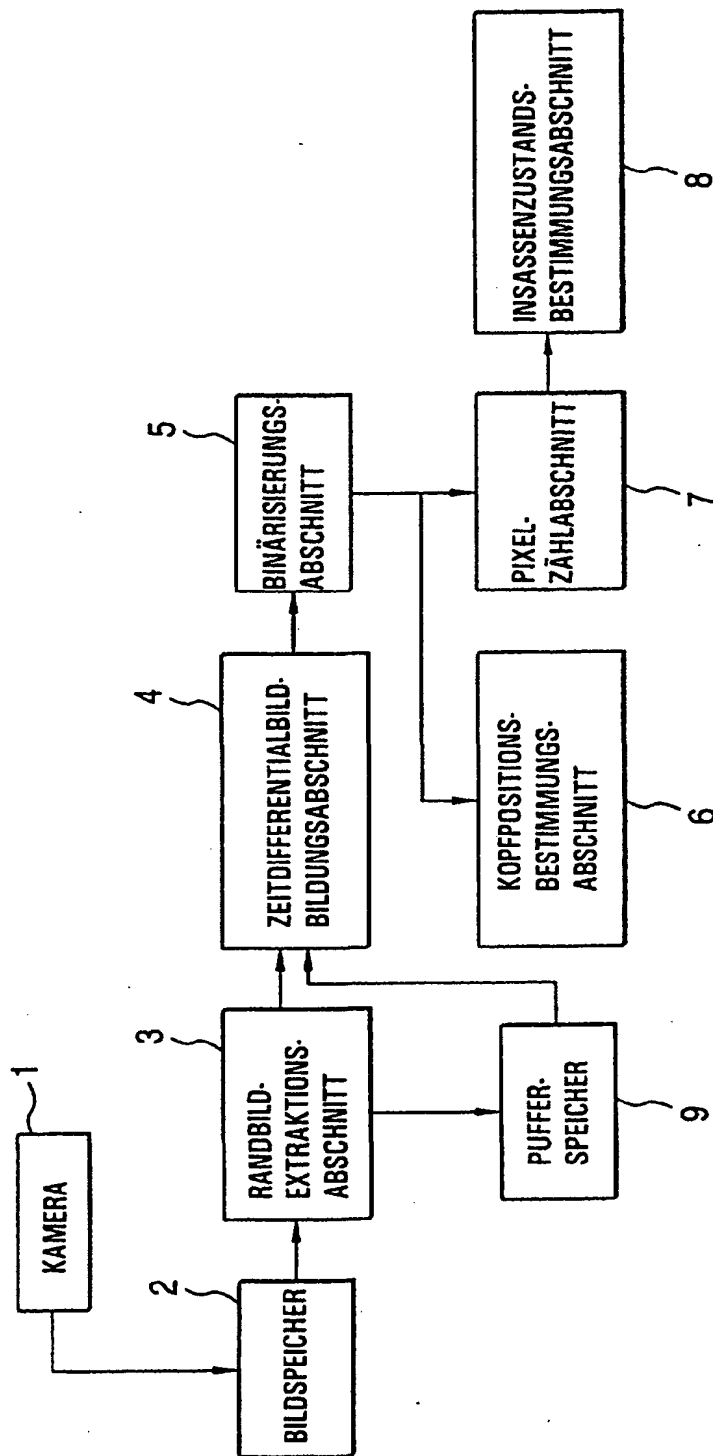 1
KAMERA
2
BILDSPEICHER
3
RANDBILD-
EXTRAKTIONS-
ABSCHNITT
4
ZEITDIFFERENTIALBILD-
BILDUNGSABSCHNITT
5
BINÄRISIERUNGS-
ABSCHNITT
PUFFER-
SPEICHER
9
KOPFPOSITIONS-
BESTIMMUNGS-
ABSCHNITT
6
PIXEL-
ZÄHLABSCHNITT
7
INSASSENZUSTANDS-
BESTIMMUNGSABSCHNITT
8